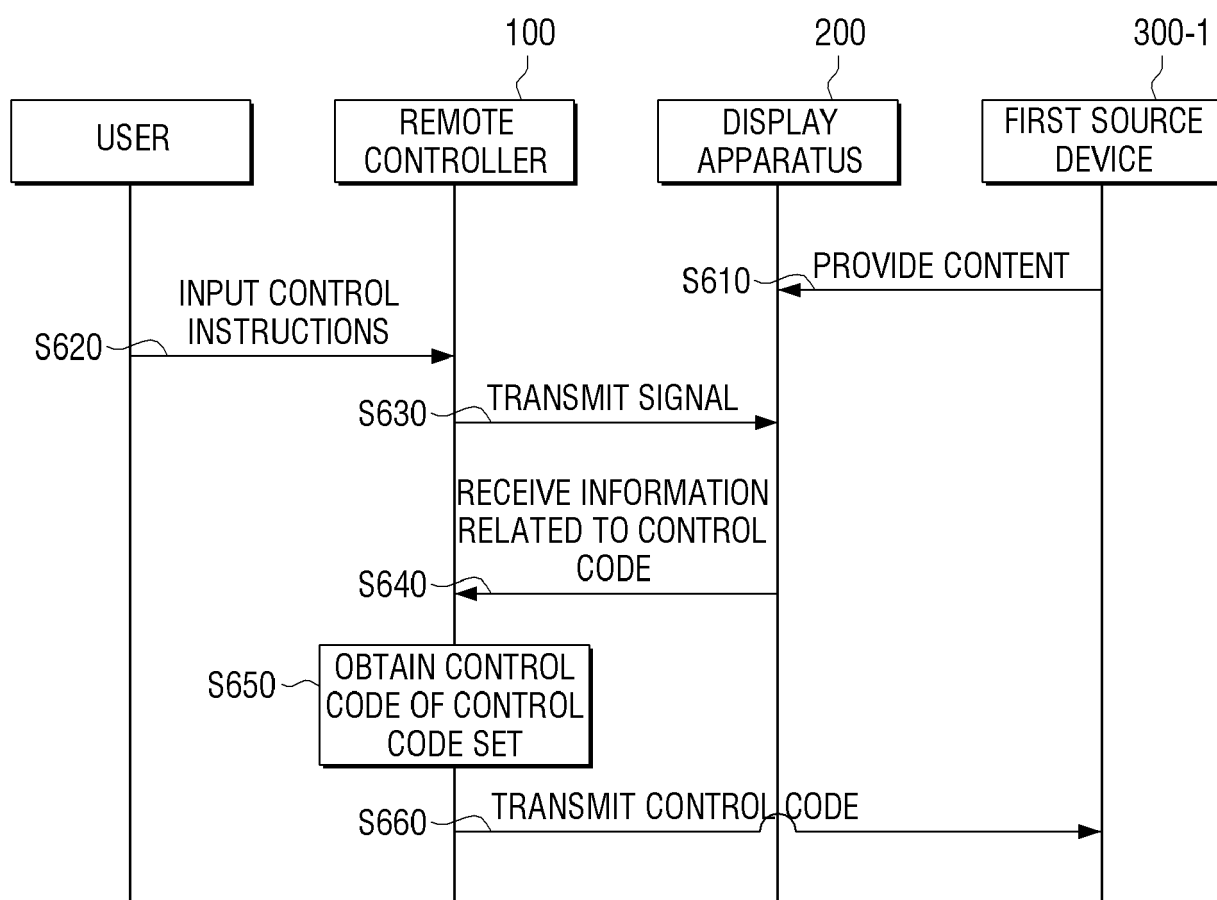 100
200
300-1
USER
REMOTE
CONTROLLER
DISPLAY
APPARATUS
FIRST SOURCE
DEVICE
S610
PROVIDE CONTENT
INPUT CONTROL
INSTRUCTIONS
S620
S630
TRANSMIT SIGNAL
RECEIVE INFORMATION
RELATED TO CONTROL
CODE
S640
S650
OBTAIN CONTROL
CODE OF CONTROL
CODE SET
S660
TRANSMIT CONTROL CODE